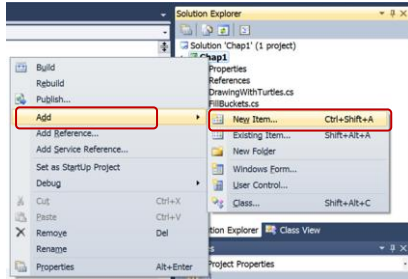 Solution Explorer
Solution 'Chap1' (1 project)
Chap1
Properties
References
DrawingWithTurtles.cs
FillBuckets.cs
Build
Rebuild
Publish...
Add
Add Reference...
Add Service Reference...
Set as StartUp Project
Debug
Cut Ctrl+X
Paste Ctrl+V
Remove Del
Rename
Properties Alt+Enter
New Item... Ctrl+Shift+A
Existing Item... Shift+Alt+A
New Folder
Windows Form...
User Control...
Class... Shift+Alt+C
Explorer Class View
Project Properties